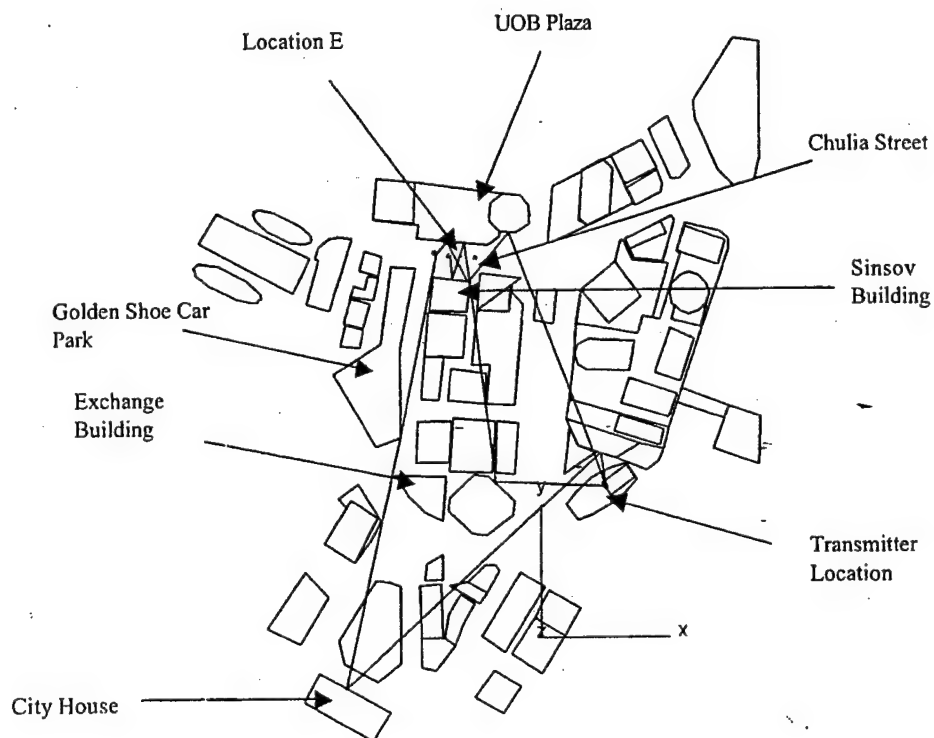 UOB Plaza
Location E
Chulia Street
Sinsov
Building
Golden Shoe Car
Park
Exchange
Building
y
Transmitter
Location
x
City House